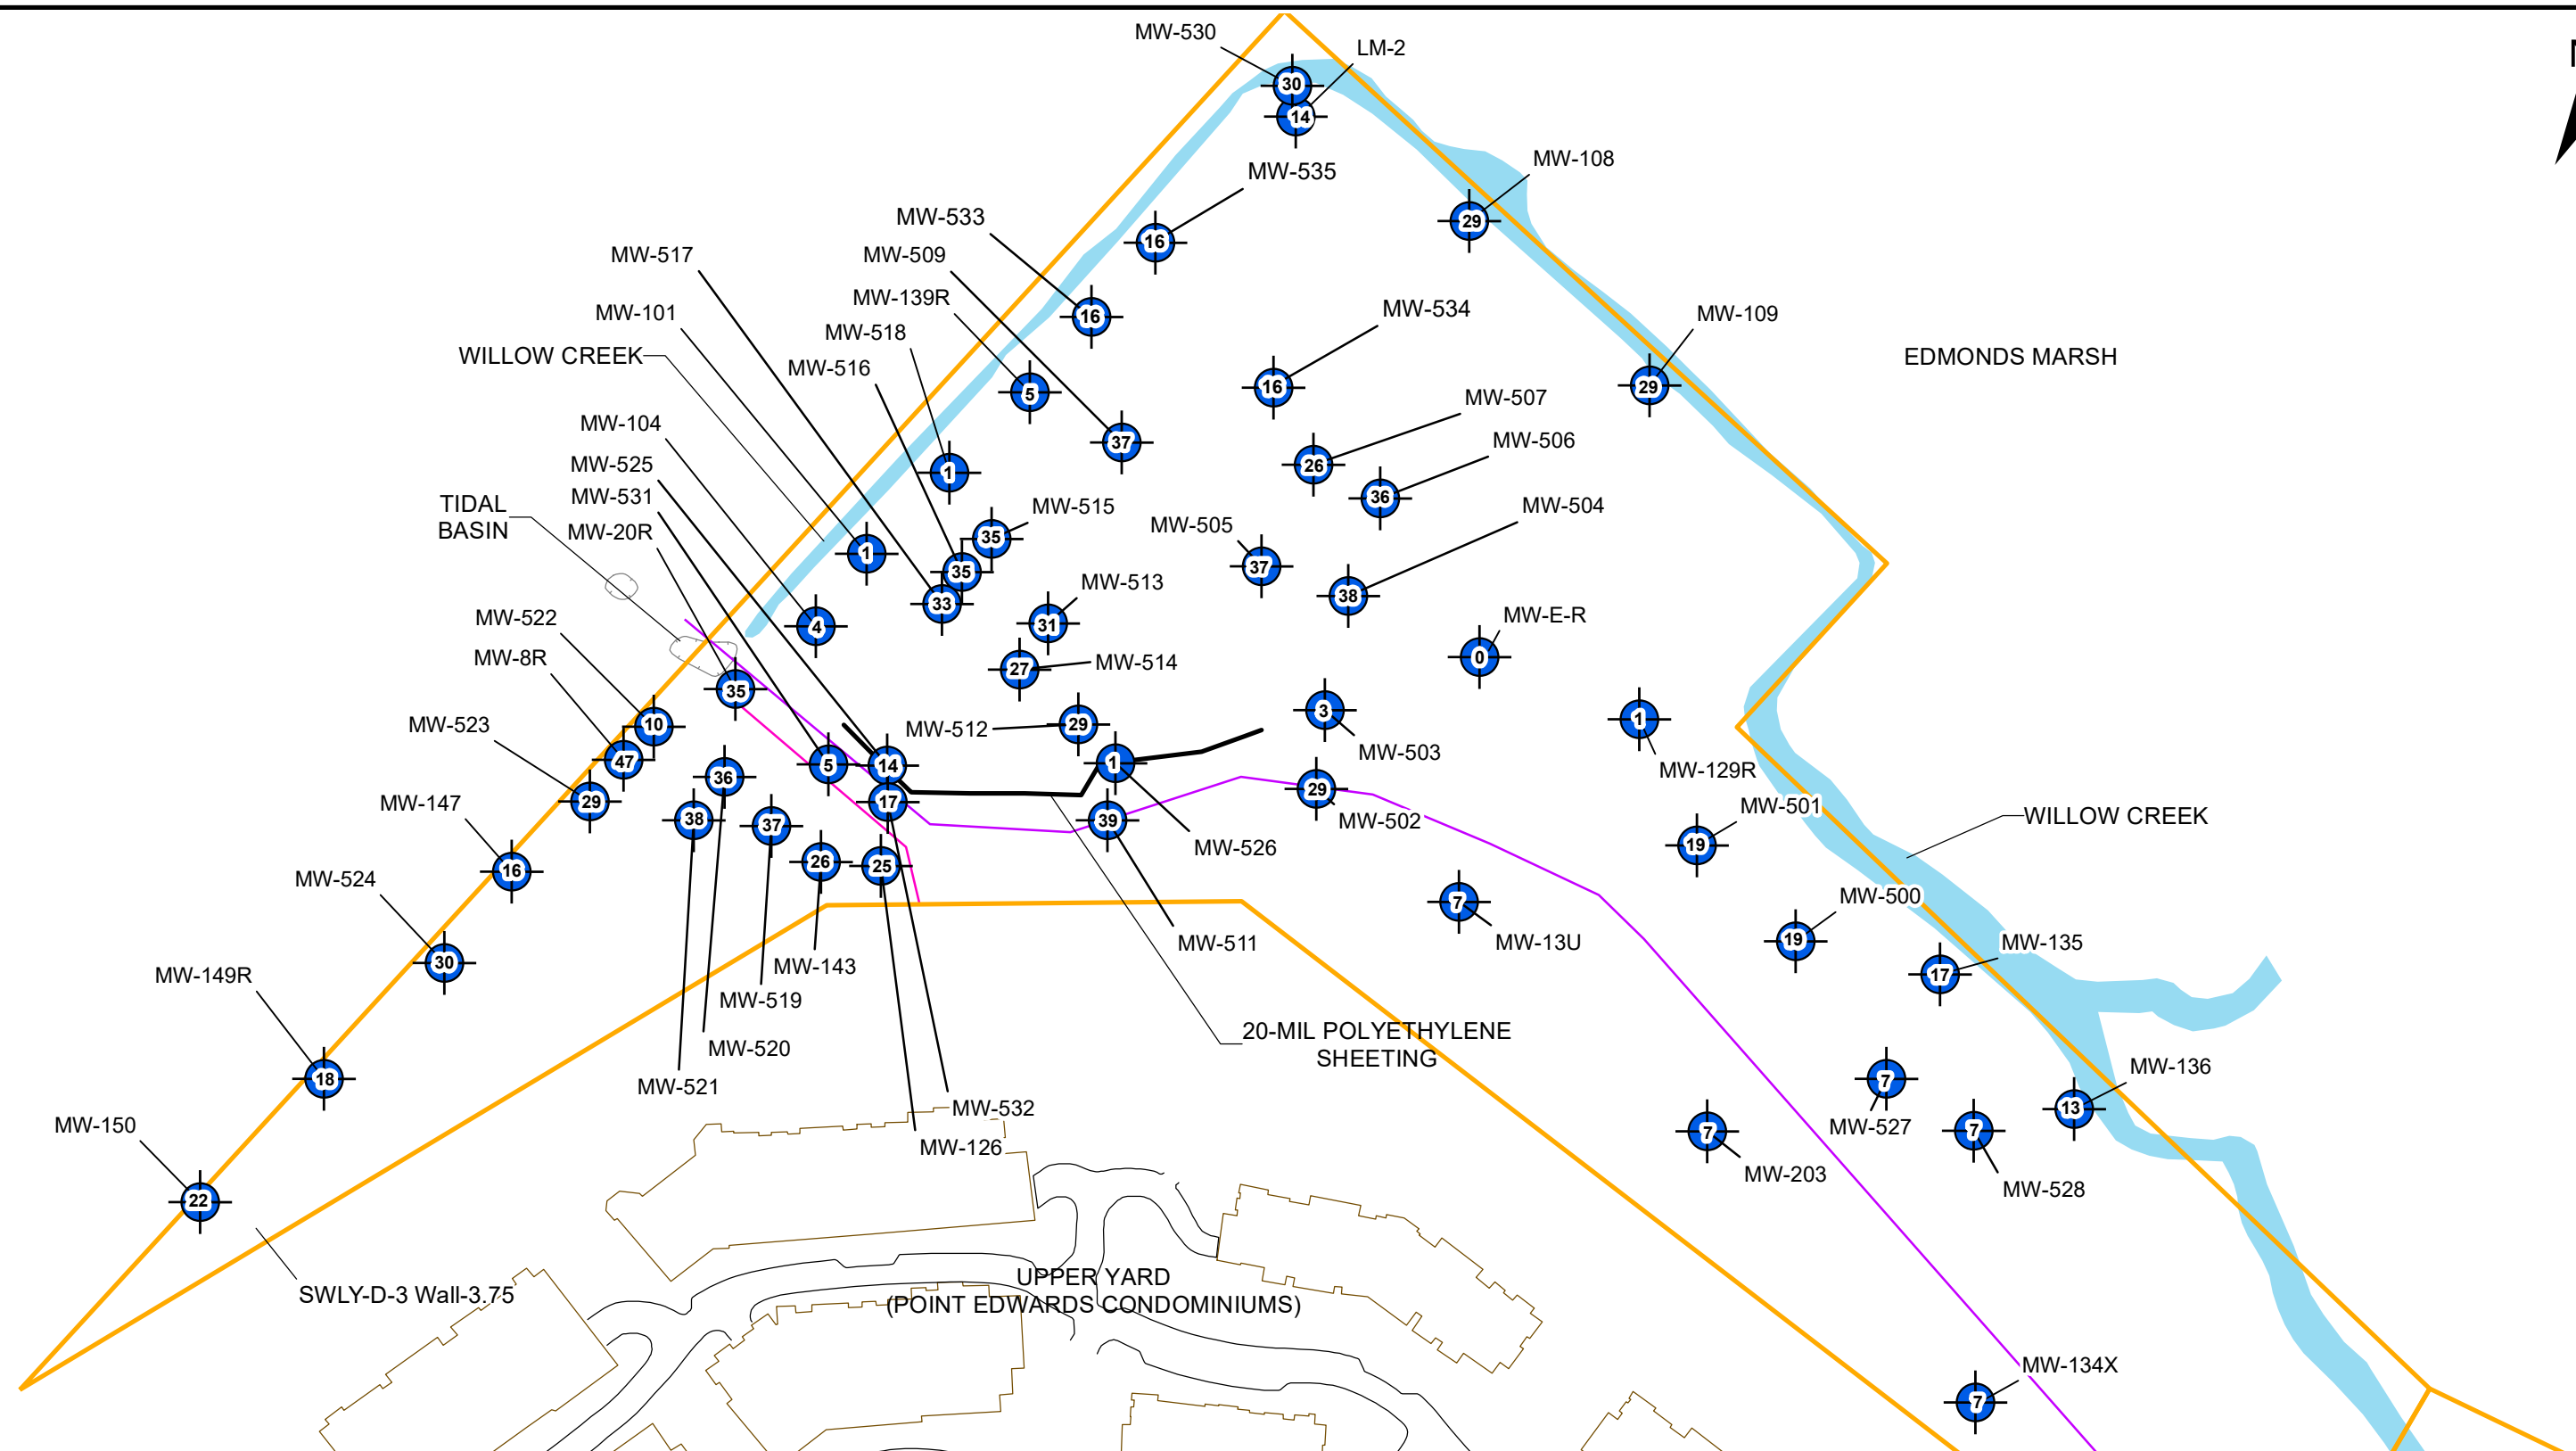 MW-530
LM-2
30
14
MW-108
MW-535
29
MW-533
16
MW-517
MW-509
MW-139R
16
MW-101
MW-518
MW-534
MW-109
WILLOW CREEK
MW-516
EDMONDS MARSH
5
16
29
MW-507
MW-104
37
MW-506
MW-525
1
26
MW-531
36
TIDAL
BASIN
MW-515
MW-504
MW-20R
MW-505
35
1
35
37
MW-513
38
33
MW-522
4
31
MW-E-R
MW-8R
0
MW-514
27
35
MW-523
10
MW-512
29
3
1
47
5
14
1
MW-503
MW-129R
36
29
MW-147
17
29
MW-501
38
37
39
MW-502
WILLOW CREEK
MW-526
19
16
26
25
MW-524
MW-500
7
MW-511
MW-13U
19
MW-135
30
MW-143
17
MW-149R
MW-519
20-MIL POLYETHYLENE
SHEETING
MW-520
MW-136
18
MW-521
7
13
MW-532
MW-527
MW-150
7
7
MW-126
MW-203
MW-528
22
UPPER YARD
(POINT EDWARDS CONDOMINIUMS)
SWLY-D-3 Wall-3.75
MW-134X
7